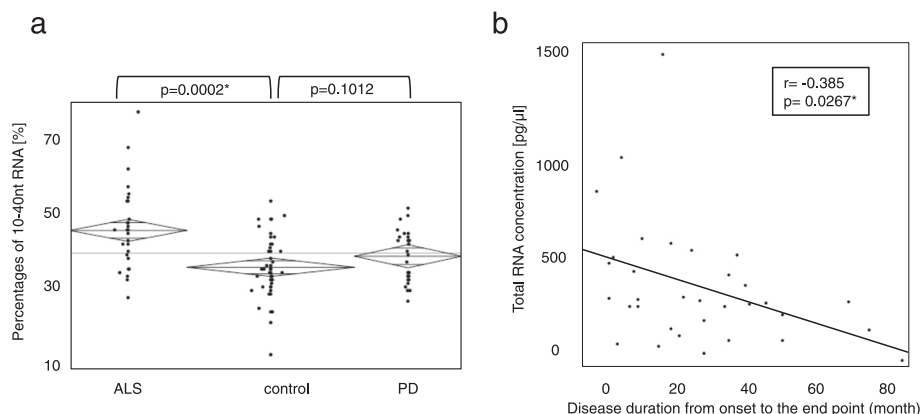 a
p=0.0002*
p=0.1012
Percentages of 10-40nt RNA [%]
70
50
30
10
ALS
control
PD
b
Total RNA concentration [pg/µl]
1500
1000
500
0
r= -0.385
p= 0.0267*
0
20
40
60
80
Disease duration from onset to the end point (month)